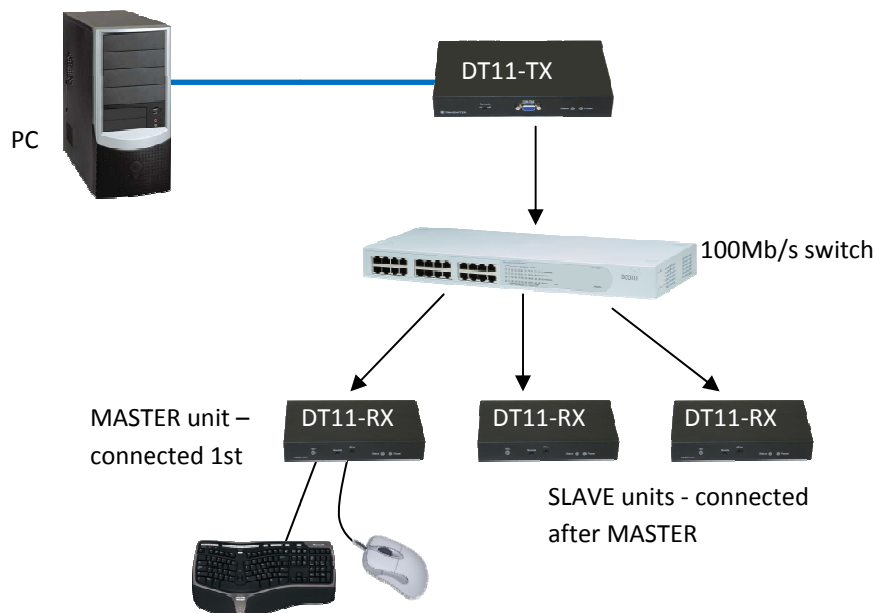 DT11-TX
PC
100Mb/s switch
MASTER unit –
connected 1st
DT11-RX
DT11-RX
DT11-RX
SLAVE units - connected
after MASTER